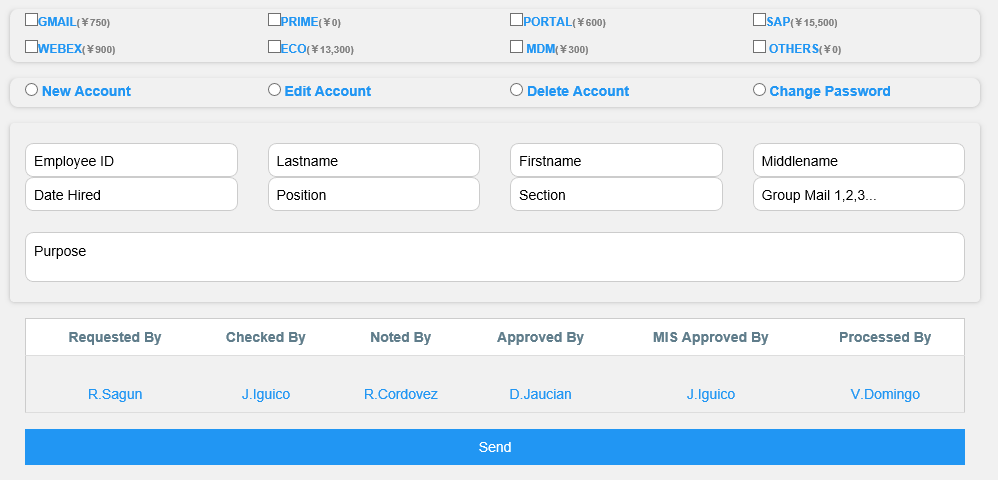 GMAIL(￥750) PRIME(￥0) PORTAL(￥600) SAP(￥15,500)
WEBEX(￥900) ECO(￥13,300) MDM(￥300) OTHERS(￥0)
New Account Edit Account Delete Account Change Password
Employee ID Lastname Firstname Middlename
Date Hired Position Section Group Mail 1,2,3...
Purpose
Requested By Checked By Noted By Approved By MIS Approved By Processed By
R.Sagun J.Iguico R.Cordovez D.Jaucian J.Iguico V.Domingo
Send